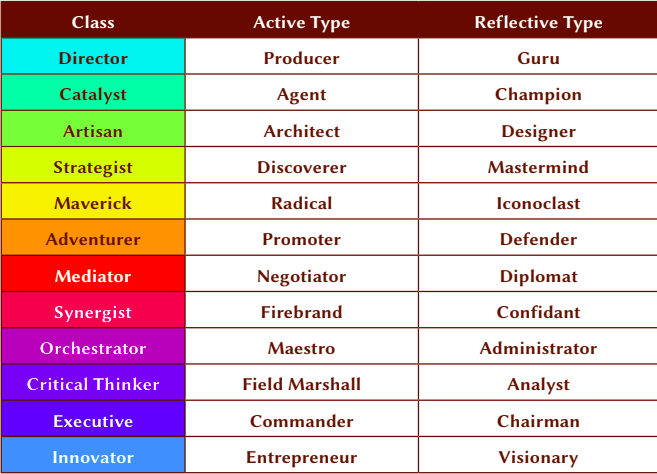 Class Active Type Reflective Type
Director Producer Guru
Catalyst Agent Champion
Artisan Architect Designer
Strategist Discoverer Mastermind
Maverick Radical Iconoclast
Adventurer Promoter Defender
Mediator Negotiator Diplomat
Synergist Firebrand Confidant
Orchestrator Maestro Administrator
Critical Thinker Field Marshall Analyst
Executive Commander Chairman
Innovator Entrepreneur Visionary